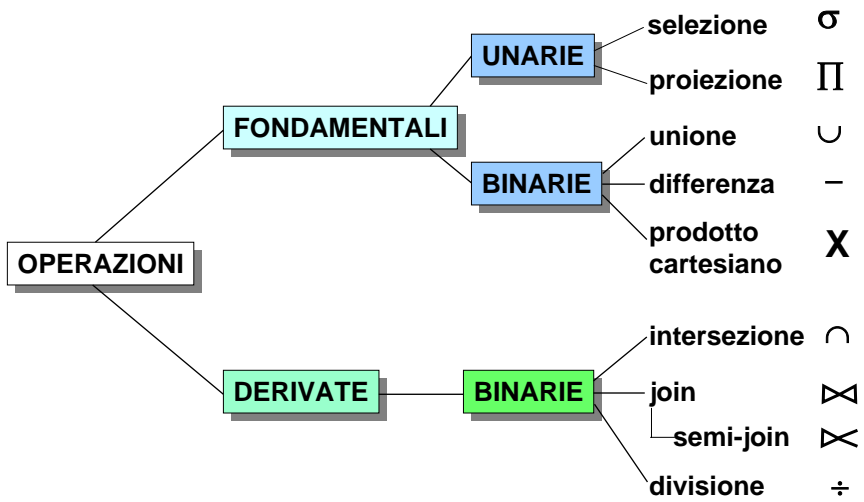 selezione σ
UNARIE
proiezione ∏
FONDAMENTALI
unione ∪
BINARIE
differenza –
prodotto
cartesiano X
OPERAZIONI
intersezione ∩
DERIVATE
BINARIE
join ⋈
semi-join ⋉
divisione ÷